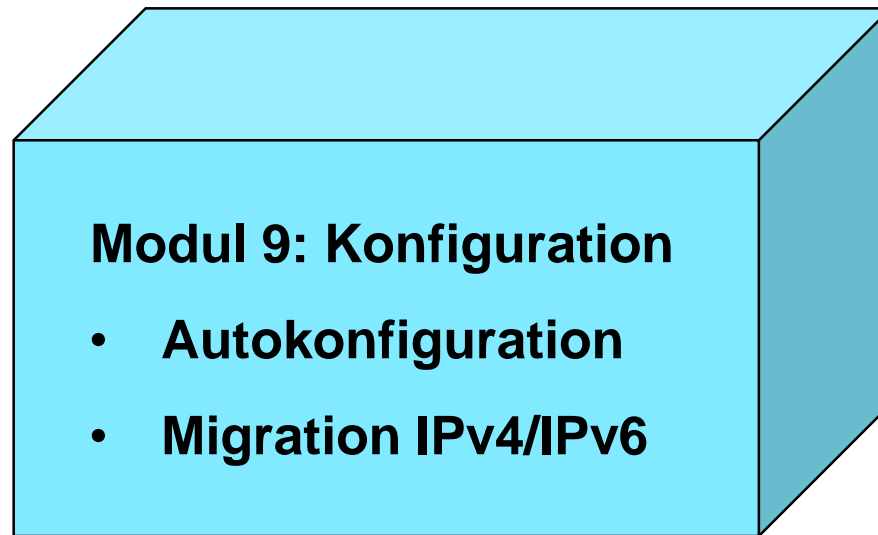 Modul 9: Konfiguration
• Autokonfiguration
• Migration IPv4/IPv6